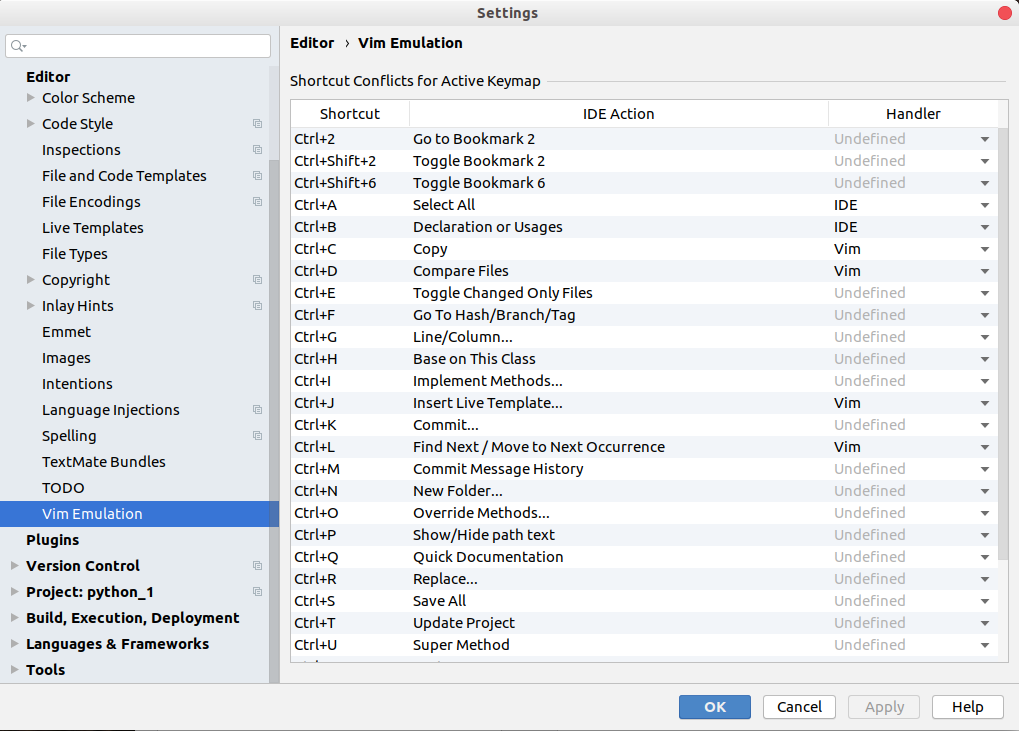 Settings
Editor › Vim Emulation
Editor
Color Scheme
Code Style
Inspections
File and Code Templates
File Encodings
Live Templates
File Types
Copyright
Inlay Hints
Emmet
Images
Intentions
Language Injections
Spelling
TextMate Bundles
TODO
Vim Emulation
Plugins
Version Control
Project: python_1
Build, Execution, Deployment
Languages & Frameworks
Tools
Shortcut Conflicts for Active Keymap
Shortcut IDE Action Handler
Ctrl+2 Go to Bookmark 2 Undefined
Ctrl+Shift+2 Toggle Bookmark 2 Undefined
Ctrl+Shift+6 Toggle Bookmark 6 Undefined
Ctrl+A Select All IDE
Ctrl+B Declaration or Usages IDE
Ctrl+C Copy Vim
Ctrl+D Compare Files Vim
Ctrl+E Toggle Changed Only Files Undefined
Ctrl+F Go To Hash/Branch/Tag Undefined
Ctrl+G Line/Column... Undefined
Ctrl+H Base on This Class Undefined
Ctrl+I Implement Methods... Undefined
Ctrl+J Insert Live Template... Vim
Ctrl+K Commit... Undefined
Ctrl+L Find Next / Move to Next Occurrence Vim
Ctrl+M Commit Message History Undefined
Ctrl+N New Folder... Undefined
Ctrl+O Override Methods... Undefined
Ctrl+P Show/Hide path text Undefined
Ctrl+Q Quick Documentation Undefined
Ctrl+R Replace... Undefined
Ctrl+S Save All Undefined
Ctrl+T Update Project Undefined
Ctrl+U Super Method Undefined
OK Cancel Apply Help